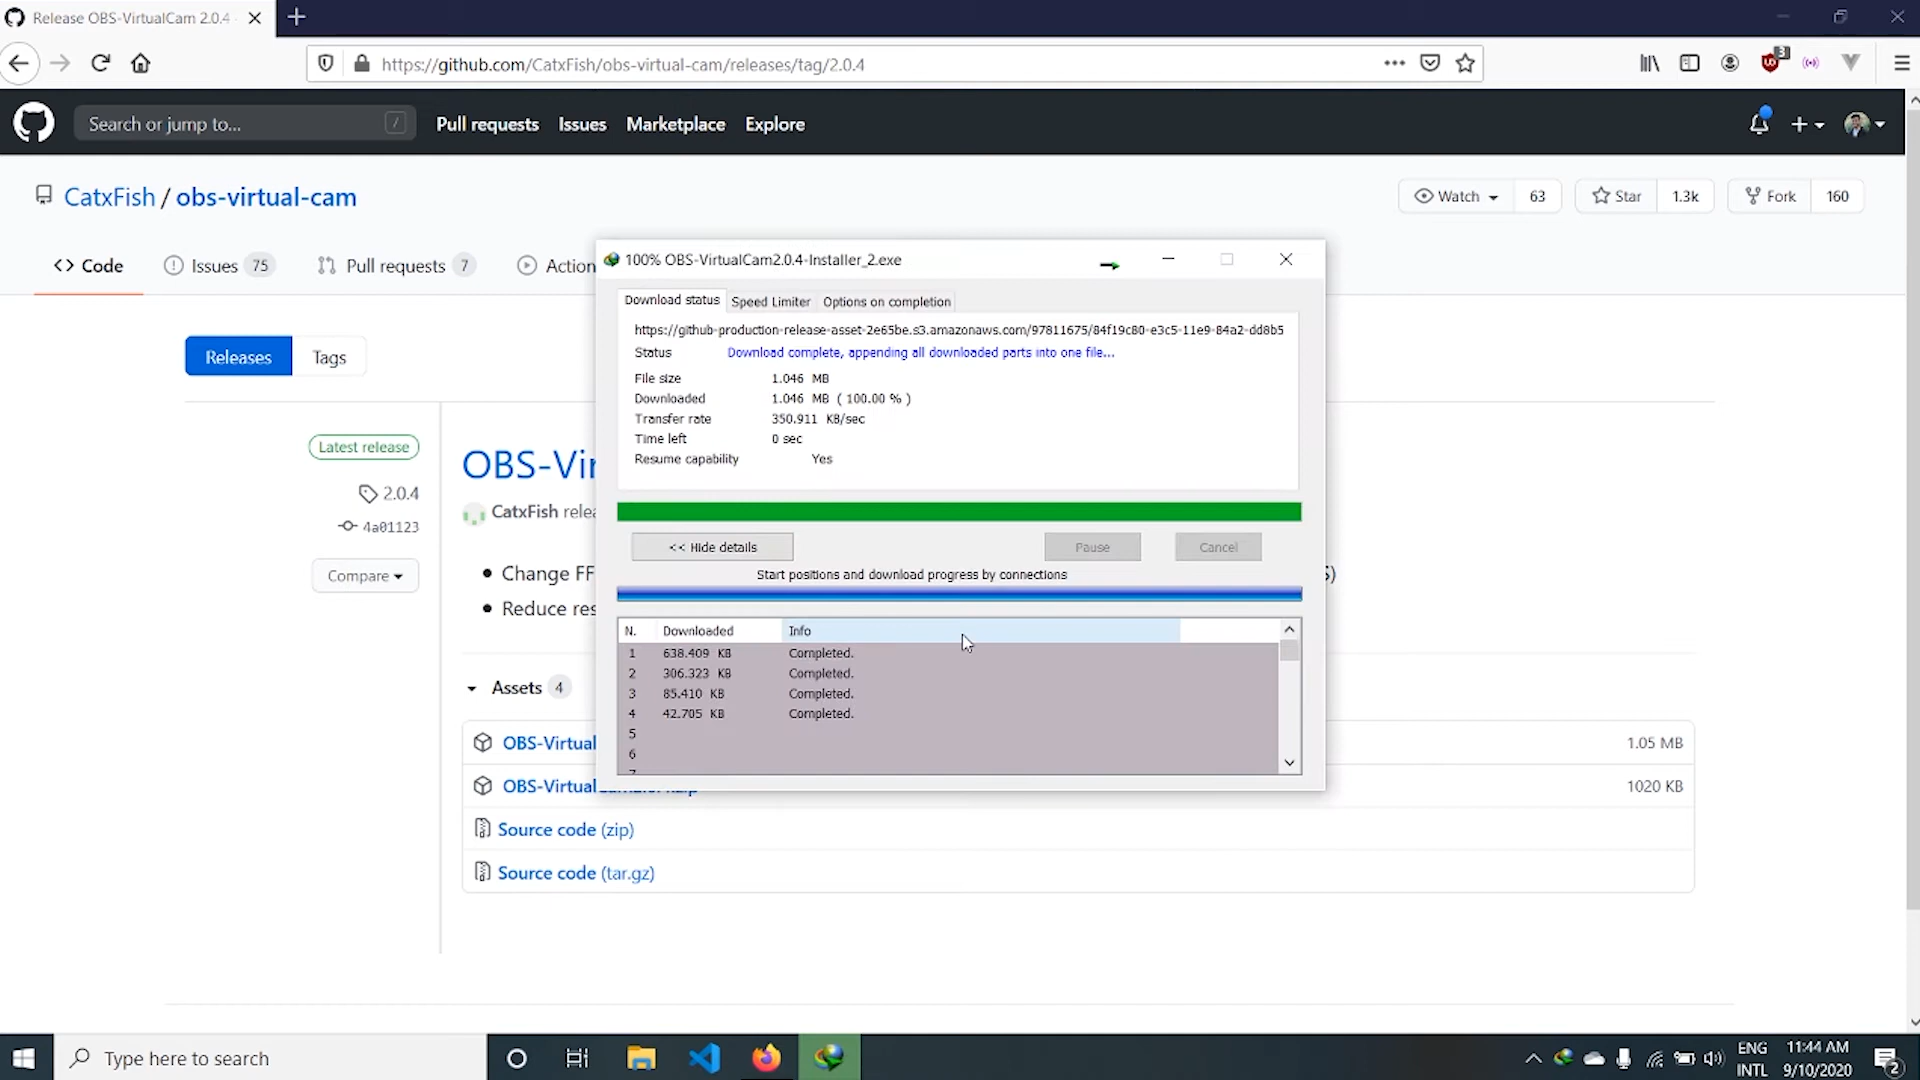 Release OBS-VirtualCam 2.0.4
https://github.com/CatxFish/obs-virtual-cam/releases/tag/2.0.4
3
Search or jump to...
/
Pull requests
Issues
Marketplace
Explore
CatxFish / obs-virtual-cam
Watch
63
Star
1.3k
Fork
160
Code
Issues 75
Pull requests 7
Action
100% OBS-VirtualCam2.0.4-Installer_2.exe
Download status
Speed Limiter
Options on completion
https://github-production-release-asset-2e65be.s3.amazonaws.com/97811675/84f19c80-e3c5-11e9-84a2-dd8b5
Status Download complete, appending all downloaded parts into one file...
File size 1.046 MB
Downloaded 1.046 MB ( 100.00 % )
Transfer rate 350.911 KB/sec
Time left 0 sec
Resume capability Yes
<< Hide details
Pause
Cancel
Start positions and download progress by connections
N. Downloaded Info
1 638.409 KB Completed.
2 306.323 KB Completed.
3 85.410 KB Completed.
4 42.705 KB Completed.
5
6
Releases
Tags
Latest release
2.0.4
4a01123
Compare
OBS-Vir
CatxFish relea
Change FF
Reduce res
Assets 4
OBS-Virtual
1.05 MB
OBS-Virtual
1020 KB
Source code (zip)
Source code (tar.gz)
Type here to search
ENG
INTL
11:44 AM
9/10/2020
2